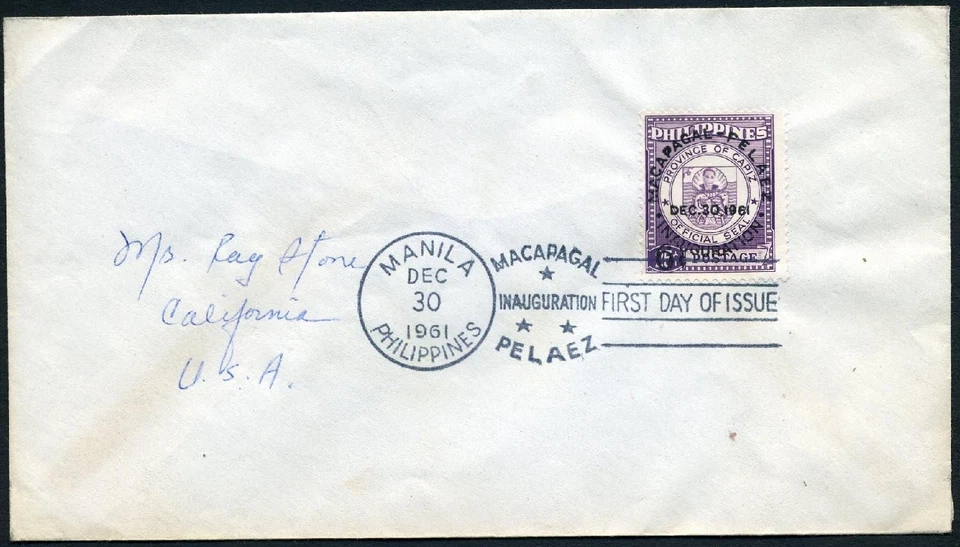 Mr. Ray Stone
California
U.S.A.
MANILA
DEC
30
1961
PHILIPPINES
MACAPAGAL
INAUGURATION
PELAEZ
FIRST DAY OF ISSUE
PHILIPPINES
MACAPAGAL-PELAEZ
PROVINCE OF CAPIZ
DEC. 30, 1961
OFFICIAL SEAL
INAUGURATION
POSTAGE